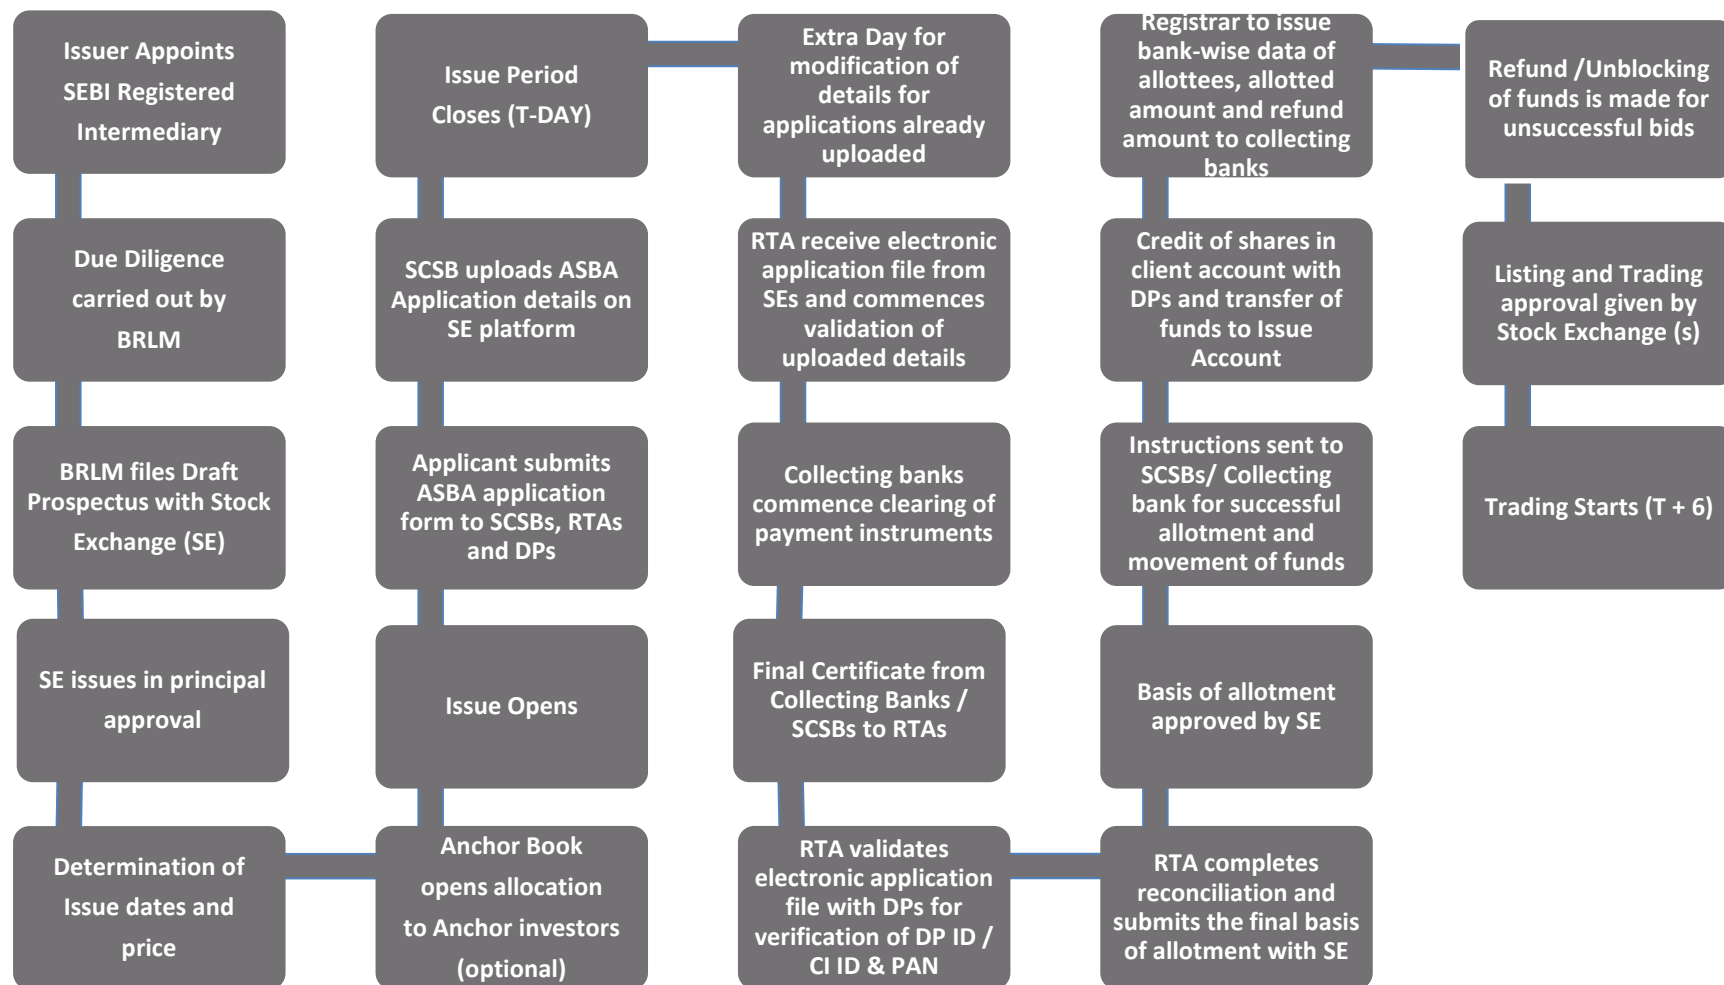 Issuer Appoints
SEBI Registered
Intermediary
Due Diligence
carried out by
BRLM
BRLM files Draft
Prospectus with Stock
Exchange (SE)
SE issues in principal
approval
Determination of
Issue dates and
price
Anchor Book
opens allocation
to Anchor investors
(optional)
Issue Opens
Applicant submits
ASBA application
form to SCSBs, RTAs
and DPs
SCSB uploads ASBA
Application details on
SE platform
Issue Period
Closes (T-DAY)
Extra Day for
modification of
details for
applications already
uploaded
RTA receive electronic
application file from
SEs and commences
validation of
uploaded details
Collecting banks
commence clearing of
payment instruments
Final Certificate from
Collecting Banks /
SCSBs to RTAs
RTA validates
electronic application
file with DPs for
verification of DP ID /
CI ID & PAN
RTA completes
reconciliation and
submits the final basis
of allotment with SE
Basis of allotment
approved by SE
Instructions sent to
SCSBs/ Collecting
bank for successful
allotment and
movement of funds
Credit of shares in
client account with
DPs and transfer of
funds to Issue
Account
Registrar to issue
bank-wise data of
allottees, allotted
amount and refund
amount to collecting
banks
Refund /Unblocking
of funds is made for
unsuccessful bids
Listing and Trading
approval given by
Stock Exchange (s)
Trading Starts (T + 6)